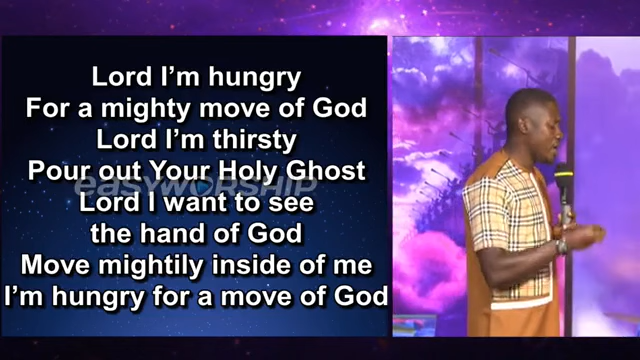 Lord I'm hungry
For a mighty move of God
Lord I'm thirsty
Pour out Your Holy Ghost
easyworship
Lord I want to see
the hand of God
Move mightily inside of me
I'm hungry for a move of God